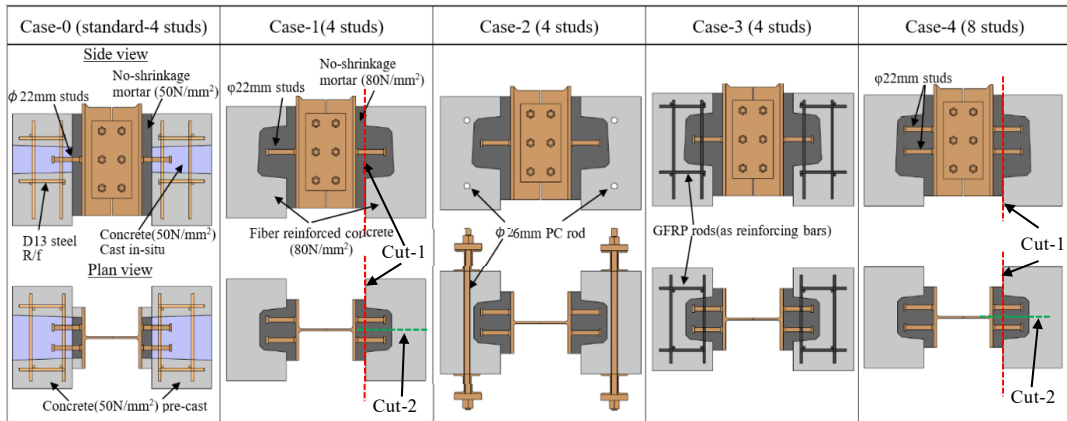 Case-0 (standard-4 studs)
Case-1(4 studs)
Case-2 (4 studs)
Case-3 (4 studs)
Case-4 (8 studs)
Side view
No-shrinkage
mortar (50N/mm²)
ϕ 22mm studs
D13 steel
R/f
Concrete(50N/mm²)
Cast in-situ
Plan view
Concrete(50N/mm²) pre-cast
No-shrinkage
mortar (80N/mm²)
φ22mm studs
Fiber reinforced concrete
(80N/mm²)
Cut-1
Cut-2
ϕ 26mm PC rod
GFRP rods(as reinforcing bars)
φ22mm studs
Cut-1
Cut-2